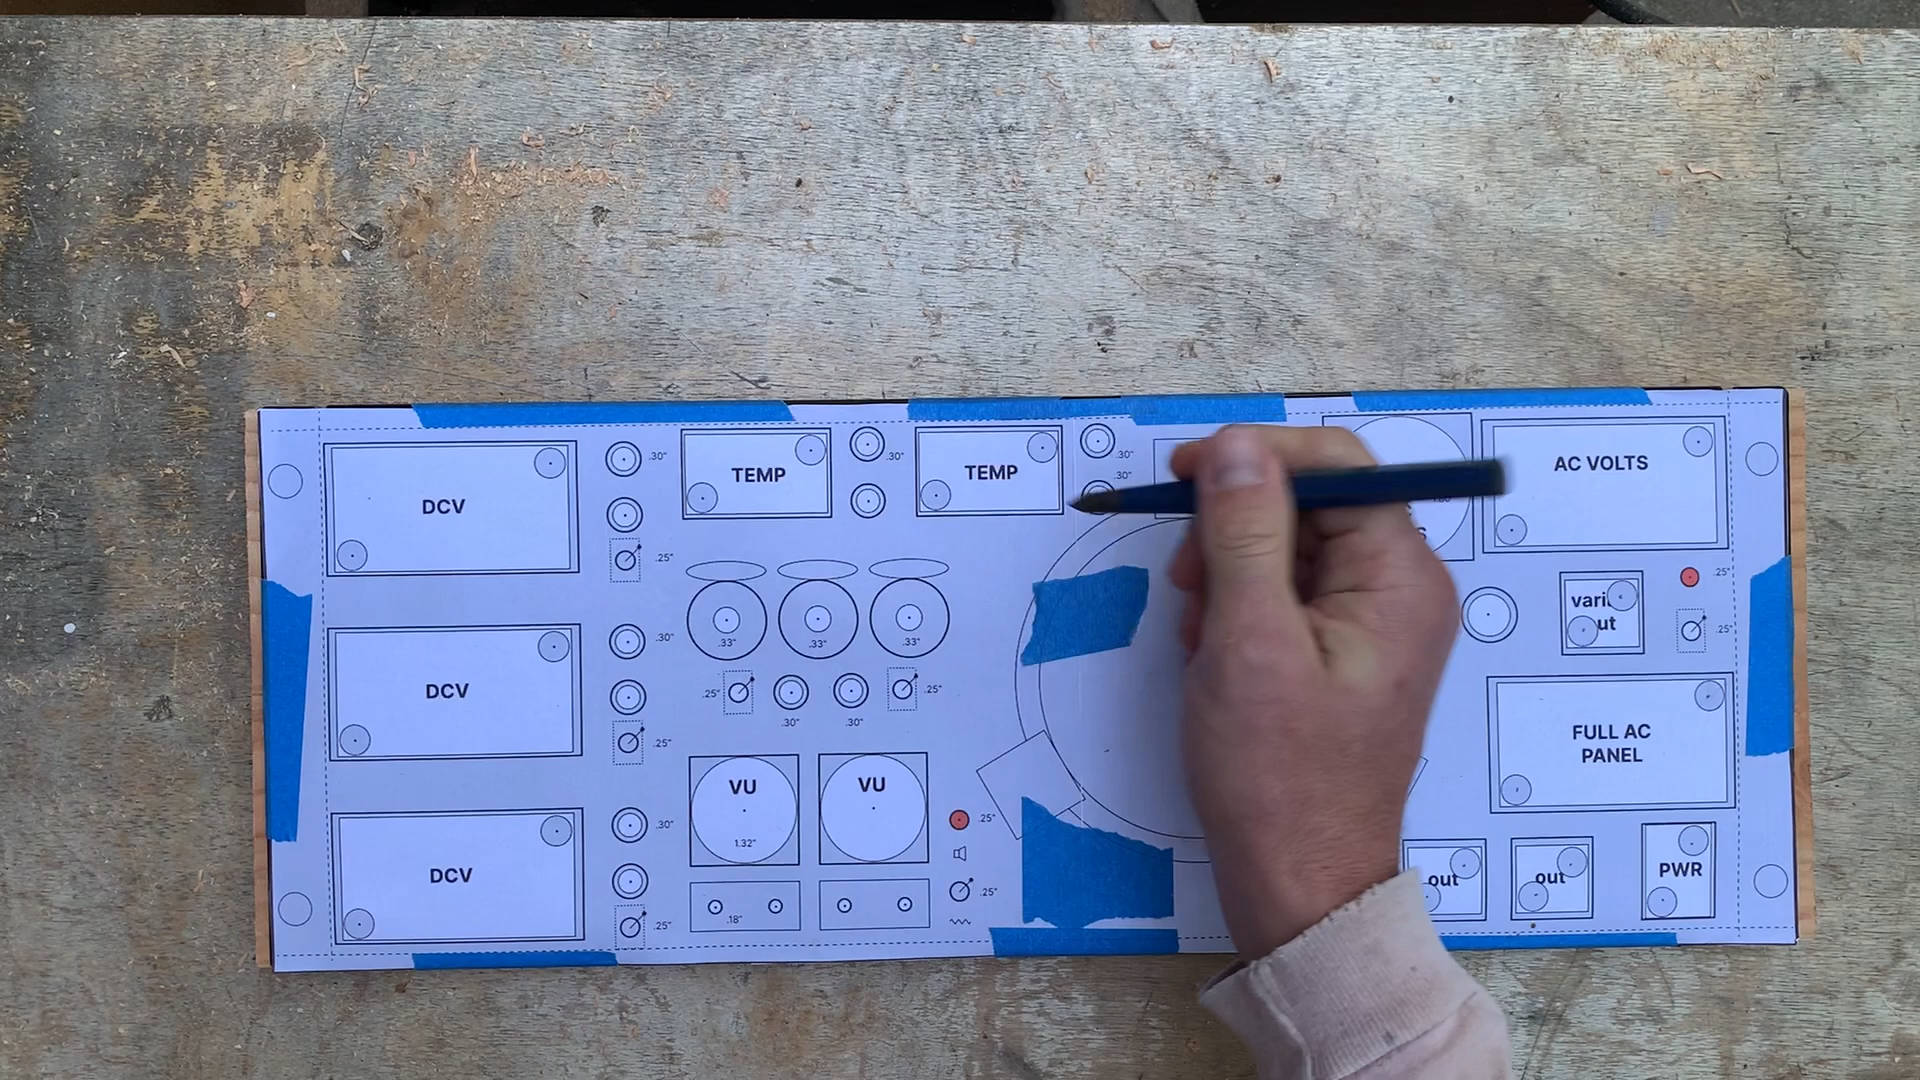 DCV
.30"
.25"
TEMP
.30"
TEMP
.30"
.30"
AC VOLTS
DCV
.30"
.25"
.33"
.33"
.33"
.25"
.30"
.30"
.25"
.25"
.25"
FULL AC
PANEL
DCV
.30"
.25"
VU
1.32"
VU
.18"
.25"
.25"
out
out
PWR